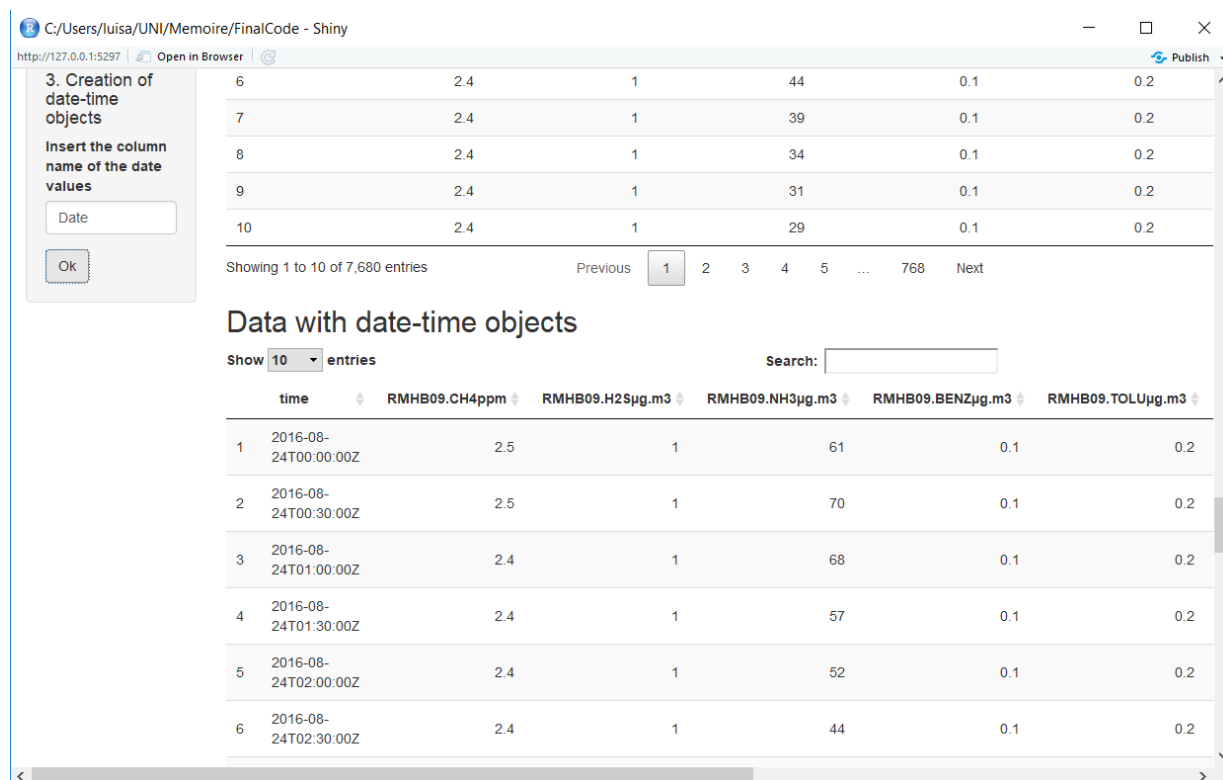 C:/Users/luisa/UNI/Memoire/FinalCode - Shiny
http://127.0.0.1:5297 Open in Browser Publish
3. Creation of
date-time
objects
Insert the column
name of the date
values
Date
Ok
6 2.4 1 44 0.1 0.2
7 2.4 1 39 0.1 0.2
8 2.4 1 34 0.1 0.2
9 2.4 1 31 0.1 0.2
10 2.4 1 29 0.1 0.2
Showing 1 to 10 of 7,680 entries Previous 1 2 3 4 5 ... 768 Next
Data with date-time objects
Show 10 entries Search:
time RMHB09.CH4ppm RMHB09.H2Sµg.m3 RMHB09.NH3µg.m3 RMHB09.BENZµg.m3 RMHB09.TOLUµg.m3
1 2016-08-
24T00:00:00Z 2.5 1 61 0.1 0.2
2 2016-08-
24T00:30:00Z 2.5 1 70 0.1 0.2
3 2016-08-
24T01:00:00Z 2.4 1 68 0.1 0.2
4 2016-08-
24T01:30:00Z 2.4 1 57 0.1 0.2
5 2016-08-
24T02:00:00Z 2.4 1 52 0.1 0.2
6 2016-08-
24T02:30:00Z 2.4 1 44 0.1 0.2